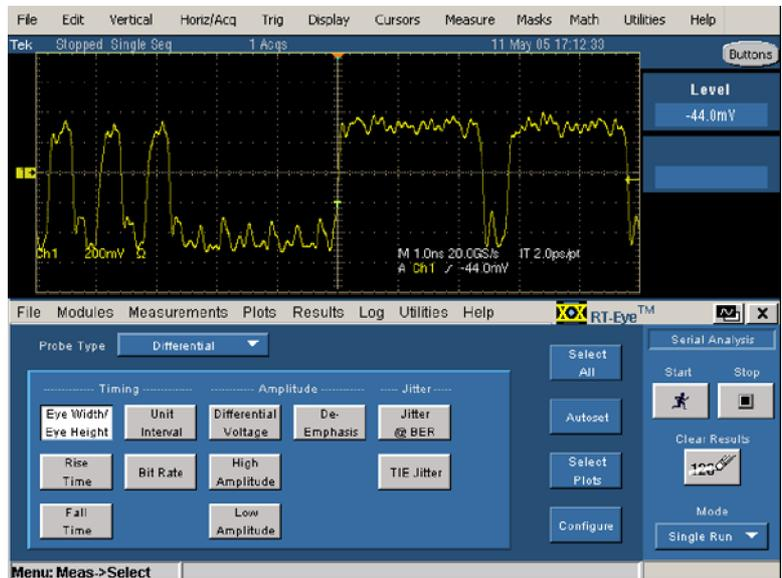 File Edit Vertical Horiz/Acq Trig Display Cursors Measure Masks Math Utilities Help
Tek Stopped Single Seq 1 Acqs 11 May 05 17:12:33
Buttons
Level
-44.0mV
Ch1 200mV Ω
M 1.0ns 20.0GS/s IT 2.0ps/pt
A Ch1 -44.0mV
File Modules Measurements Plots Results Log Utilities Help RT-Eye™ X
Probe Type Differential
Serial Analysis
Timing Amplitude Jitter
Eye Width/
Eye Height
Unit
Interval
Differential
Voltage
De-
Emphasis
Jitter
@ BER
Rise
Time
Bit Rate
High
Amplitude
TIE Jitter
Fall
Time
Low
Amplitude
Select
All
Autoset
Select
Plots
Configure
Start Stop
Clear Results
123
Mode
Single Run
Menu: Meas->Select